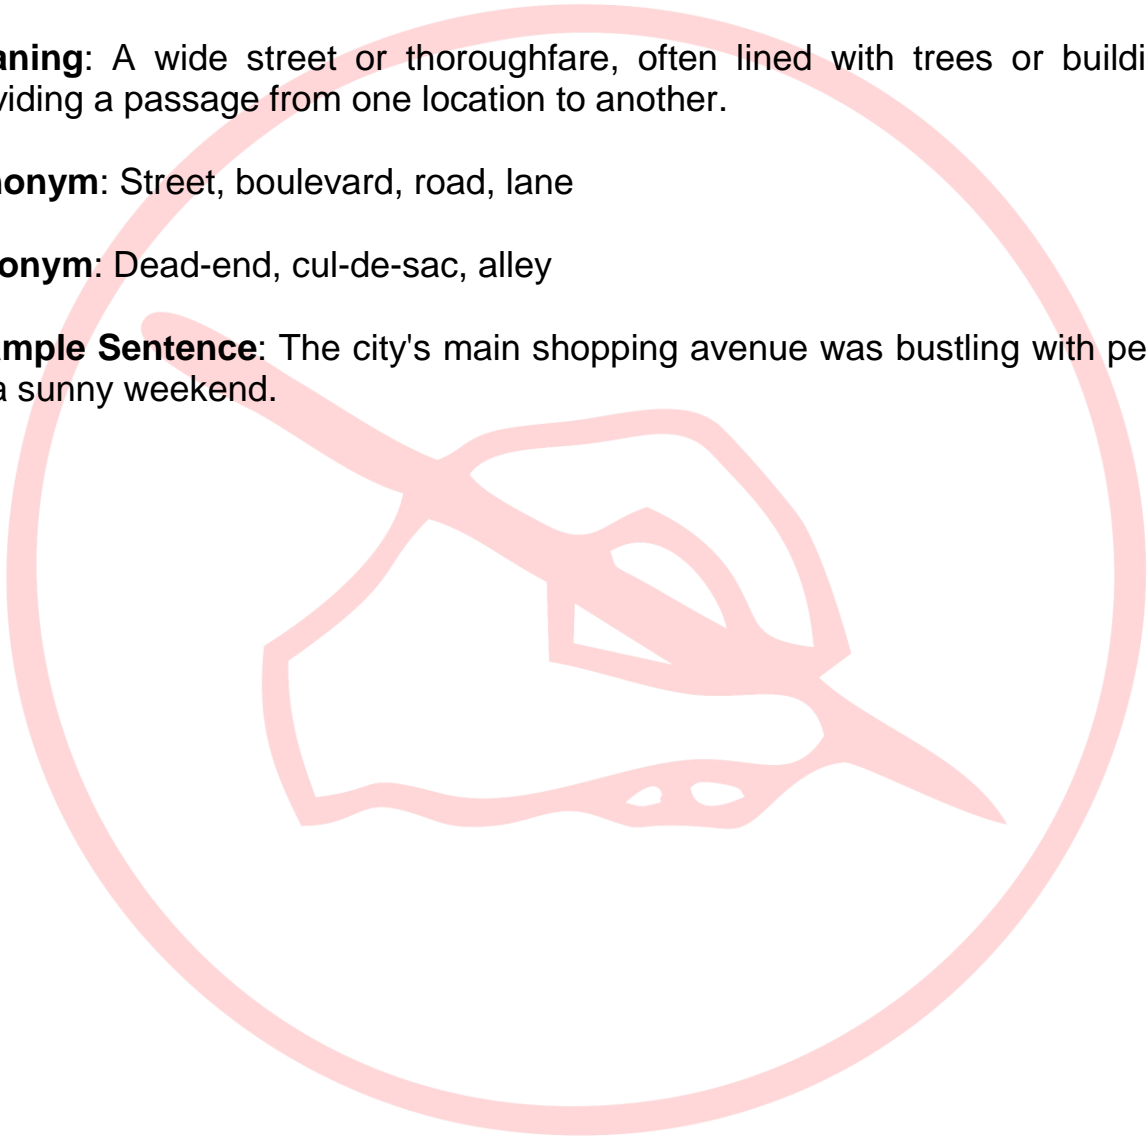 aning: A wide street or thoroughfare, often lined with trees or buildi
viding a passage from one location to another.
nonym: Street, boulevard, road, lane
onym: Dead-end, cul-de-sac, alley
ample Sentence: The city's main shopping avenue was bustling with pe
a sunny weekend.